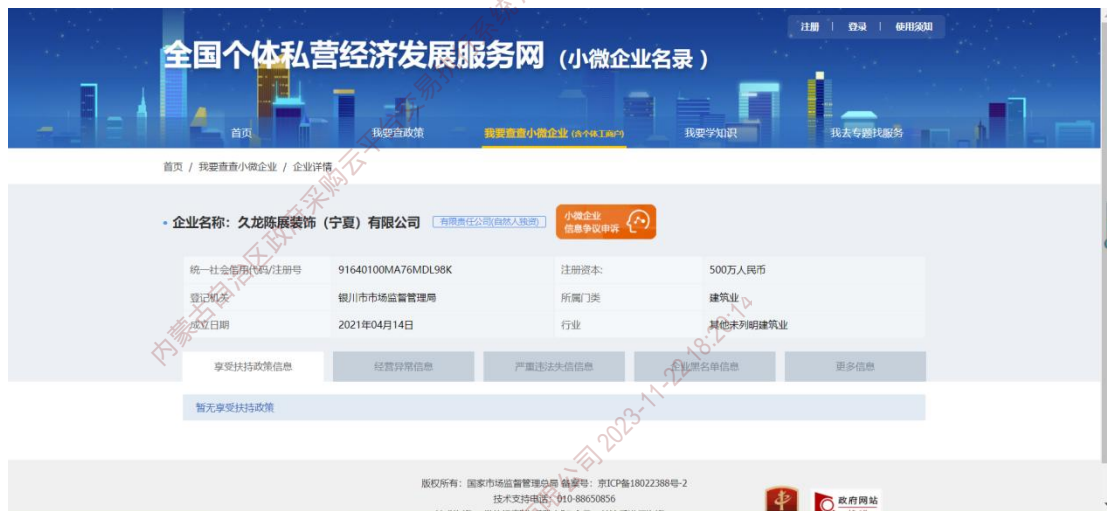 注册 | 登录 | 使用须知
全国个体私营经济发展服务网（小微企业名录）
首页 我要查政策 我要查查小微企业 (含个体工商户) 我要学知识 我去专题找服务
首页 / 我要查查小微企业 / 企业详情
• 企业名称：久龙陈展装饰（宁夏）有限公司 有限责任公司(自然人独资) 小微企业
信息争议申诉
统一社会信用代码/注册号 91640100MA76MDL98K 注册资本: 500万人民币
登记机关 银川市市场监督管理局 所属门类 建筑业
成立日期 2021年04月14日 行业 其他未列明建筑业
享受扶持政策信息 经营异常信息 严重违法失信信息 企业黑名单信息 更多信息
暂无享受扶持政策
版权所有：国家市场监督管理总局 备案号：京ICP备18022388号-2
技术支持电话：010-88650856
政府网站
内蒙古自治区政府采购云平台
限公司 2023-11-22 18:20:14